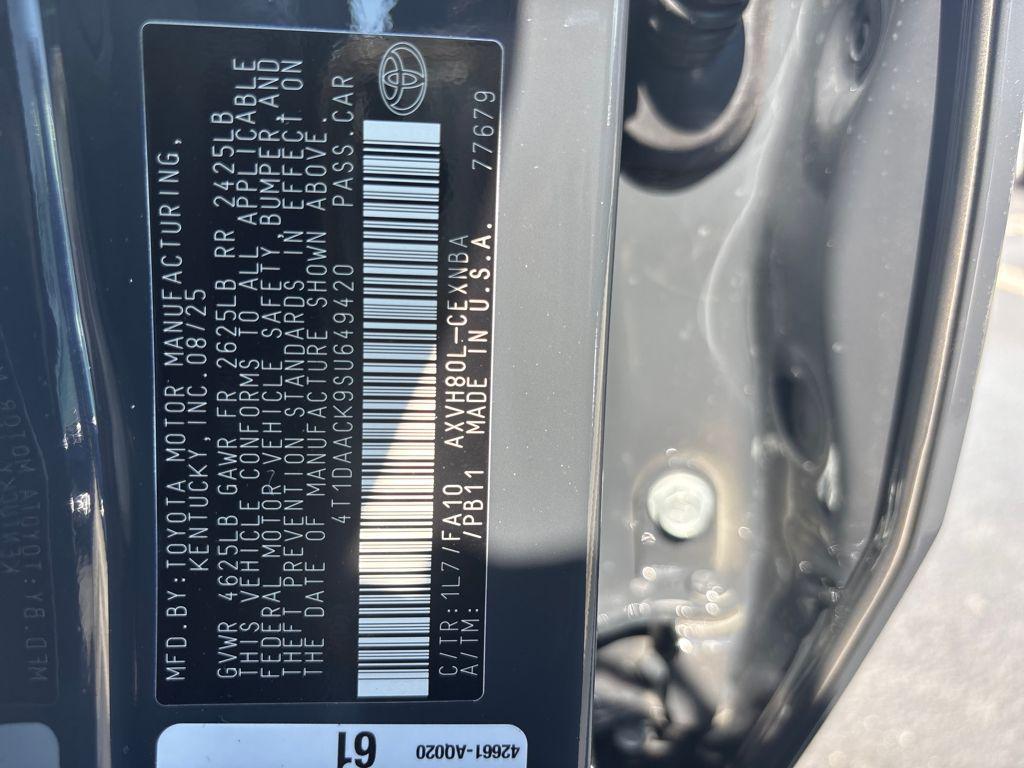 MFD.BY:TOYOTA MOTOR MANUFACTURING,
KENTUCKY, INC.08/25
GVWR 4625LB GAWR FR 2625LB RR 2425LB
THIS VEHICLE CONFORMS TO ALL APPLICABLE
FEDERAL MOTOR VEHICLE SAFETY,BUMPER,AND
THEFT PREVENTION STANDARDS IN EFFECT ON
THE DATE OF MANUFACTURE SHOWN ABOVE.
4T1DAACK9SU649420 PASS.CAR
C/TR:1L7/FA10 AXVH80L-CEXNBA 77679
A/TM: /PB11 MADE IN U.S.A.
61
42661-AQ020